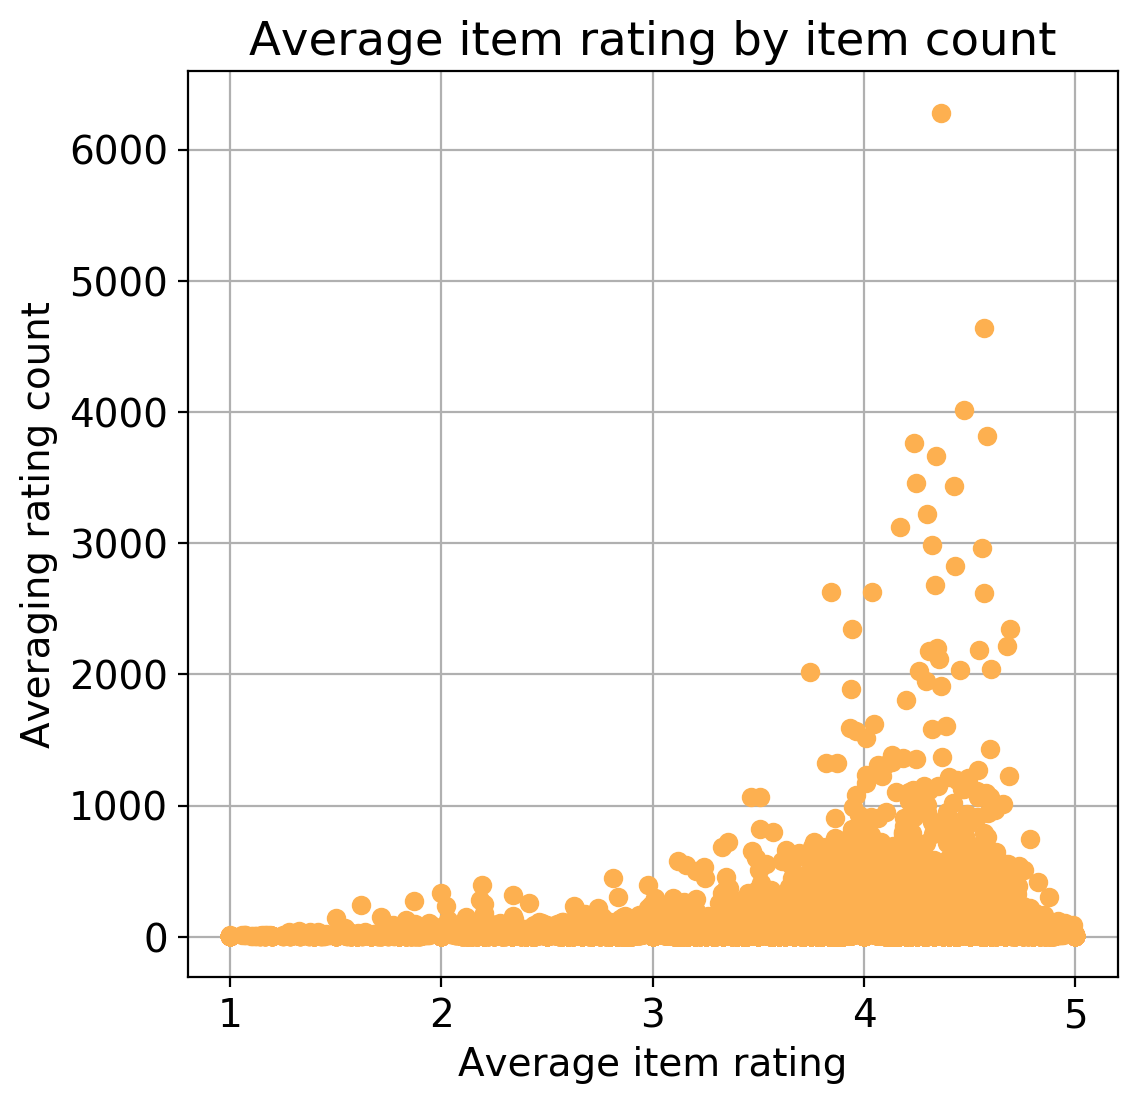 Average item rating by item count
Averaging rating count
6000
5000
4000
3000
2000
1000
0
1 2 3 4 5
Average item rating